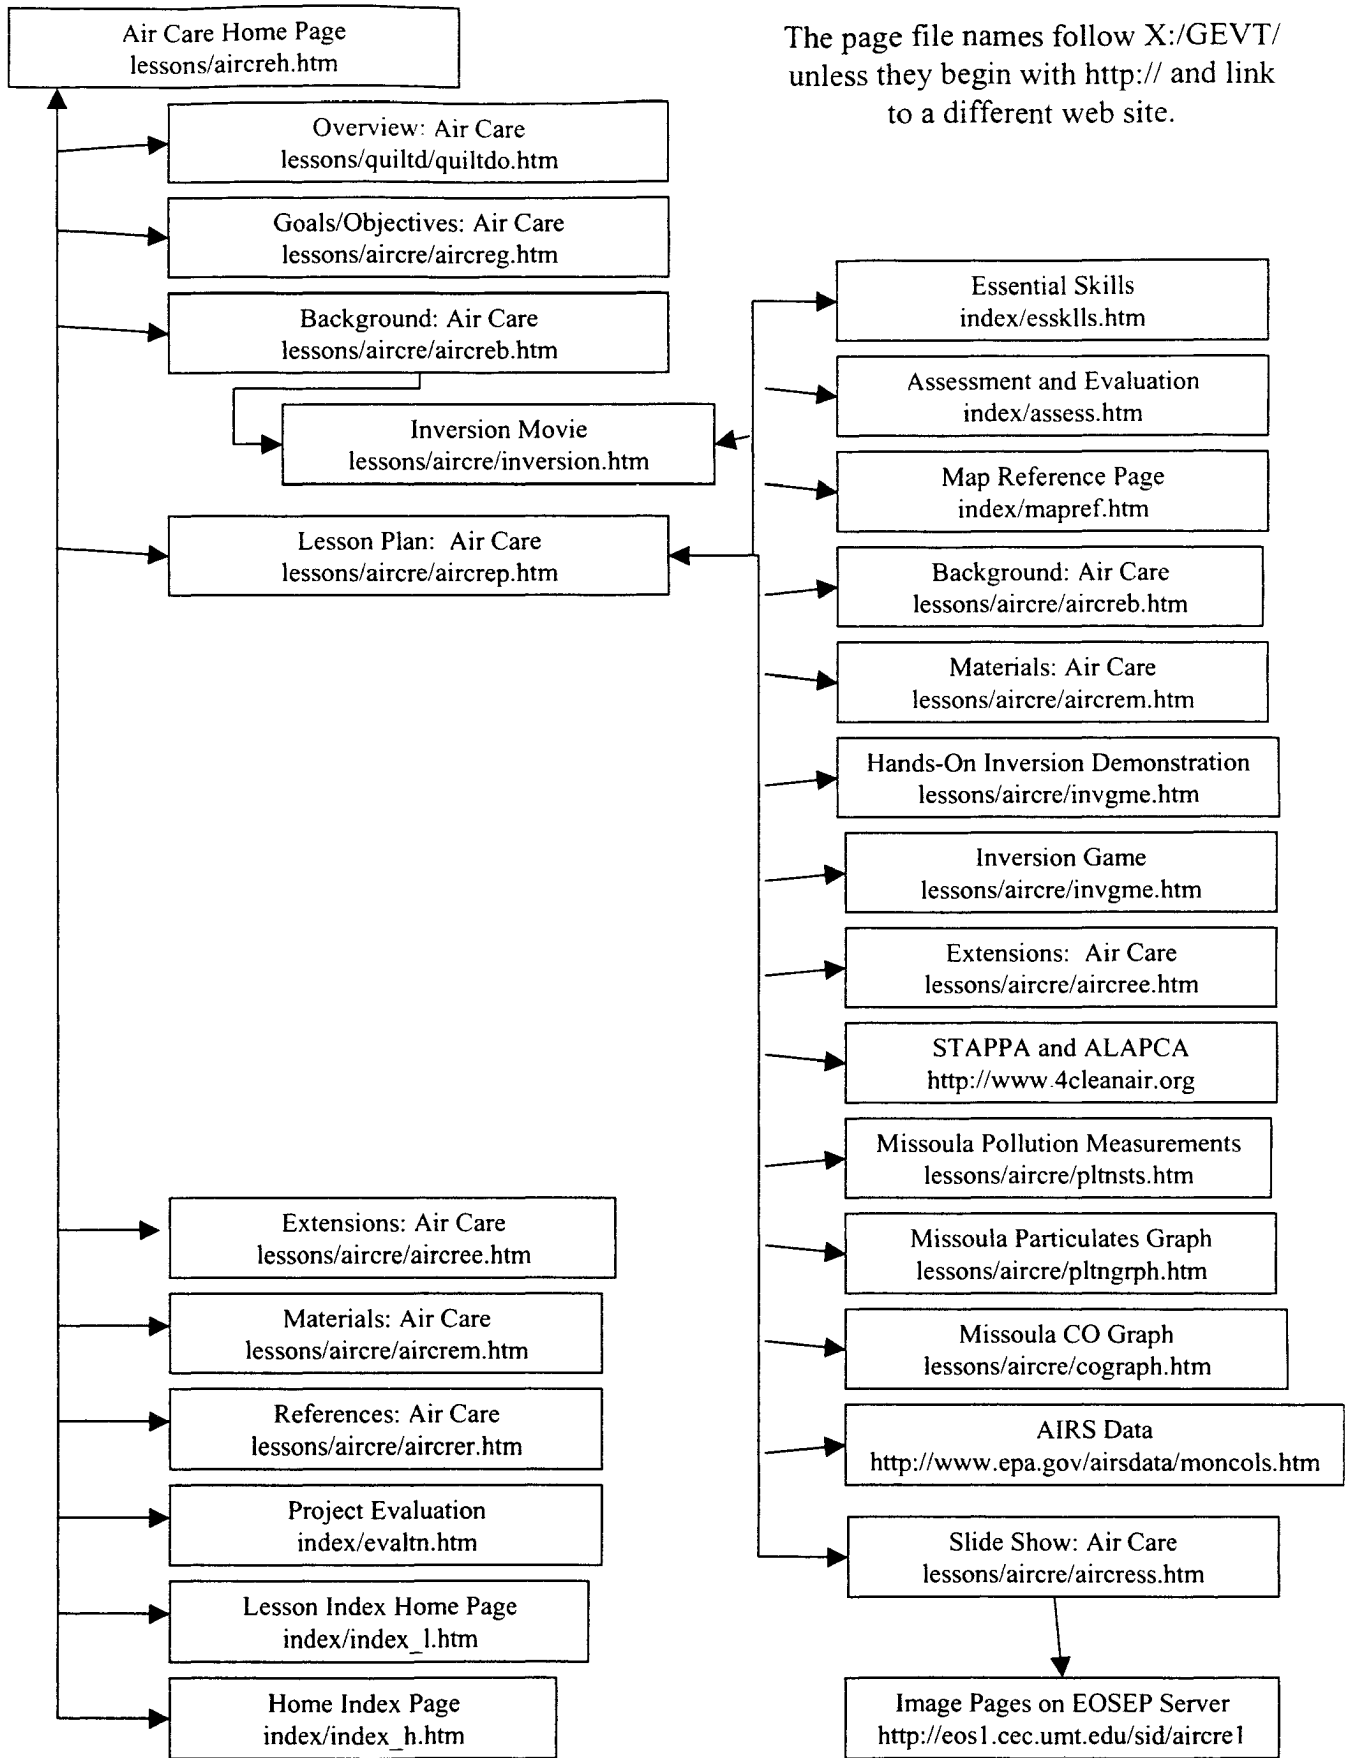 Air Care Home Page
lessons/aircreh.htm
The page file names follow X:/GEVT/
unless they begin with http:// and link
to a different web site.
Overview: Air Care
lessons/quiltd/quiltdo.htm
Goals/Objectives: Air Care
lessons/aircre/aircreg.htm
Background: Air Care
lessons/aircre/aircreb.htm
Inversion Movie
lessons/aircre/inversion.htm
Lesson Plan: Air Care
lessons/aircre/aircrep.htm
Extensions: Air Care
lessons/aircre/aircree.htm
Materials: Air Care
lessons/aircre/aircrem.htm
References: Air Care
lessons/aircre/aircrer.htm
Project Evaluation
index/evaltn.htm
Lesson Index Home Page
index/index_l.htm
Home Index Page
index/index_h.htm
Essential Skills
index/essklls.htm
Assessment and Evaluation
index/assess.htm
Map Reference Page
index/mapref.htm
Background: Air Care
lessons/aircre/aircreb.htm
Materials: Air Care
lessons/aircre/aircrem.htm
Hands-On Inversion Demonstration
lessons/aircre/invgme.htm
Inversion Game
lessons/aircre/invgme.htm
Extensions: Air Care
lessons/aircre/aircree.htm
STAPPA and ALAPCA
http://www.4cleanair.org
Missoula Pollution Measurements
lessons/aircre/pltnsts.htm
Missoula Particulates Graph
lessons/aircre/pltngrph.htm
Missoula CO Graph
lessons/aircre/cograph.htm
AIRS Data
http://www.epa.gov/airsdata/moncols.htm
Slide Show: Air Care
lessons/aircre/aircress.htm
Image Pages on EOSEP Server
http://eos1.cec.umt.edu/sid/aircre1